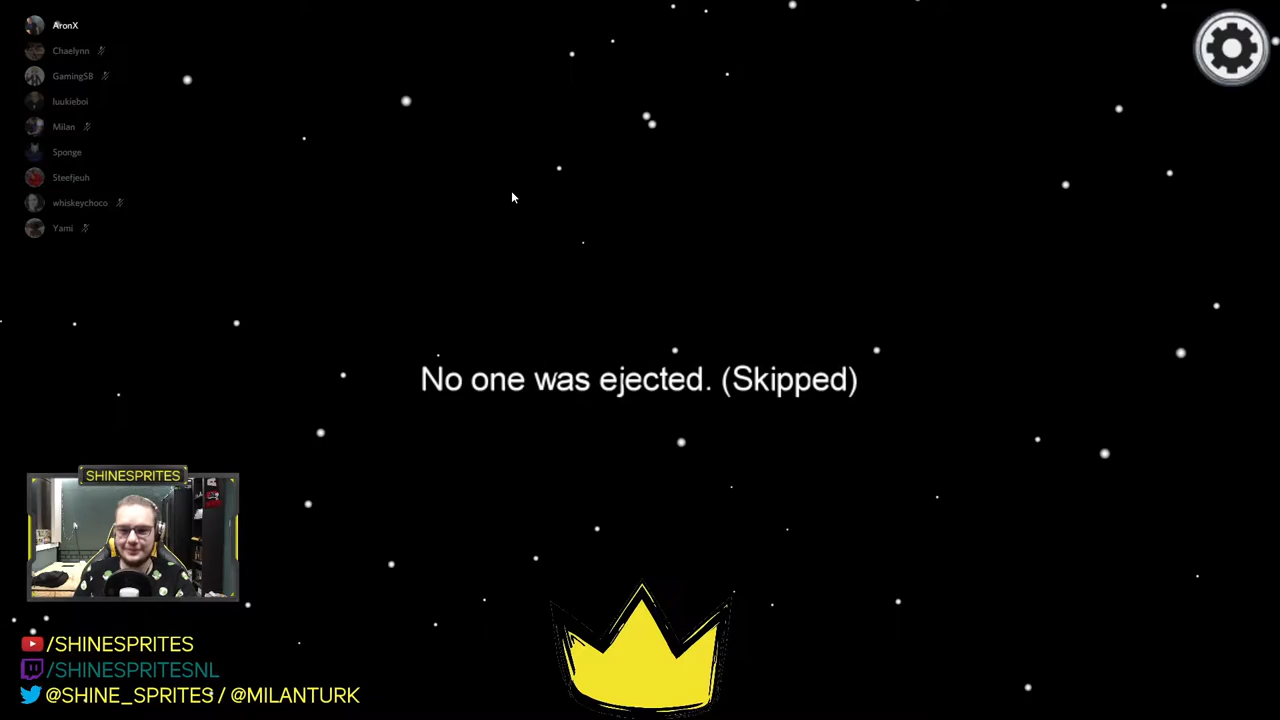 AronX
Chaelynn
GamingSB
luukieboi
Milan
Sponge
Steefjeuh
whiskeychoco
Yami
No one was ejected. (Skipped)
SHINESPRITES
/SHINESPRITES
/SHINESPRITESNL
@SHINE_SPRITES / @MILANTURK